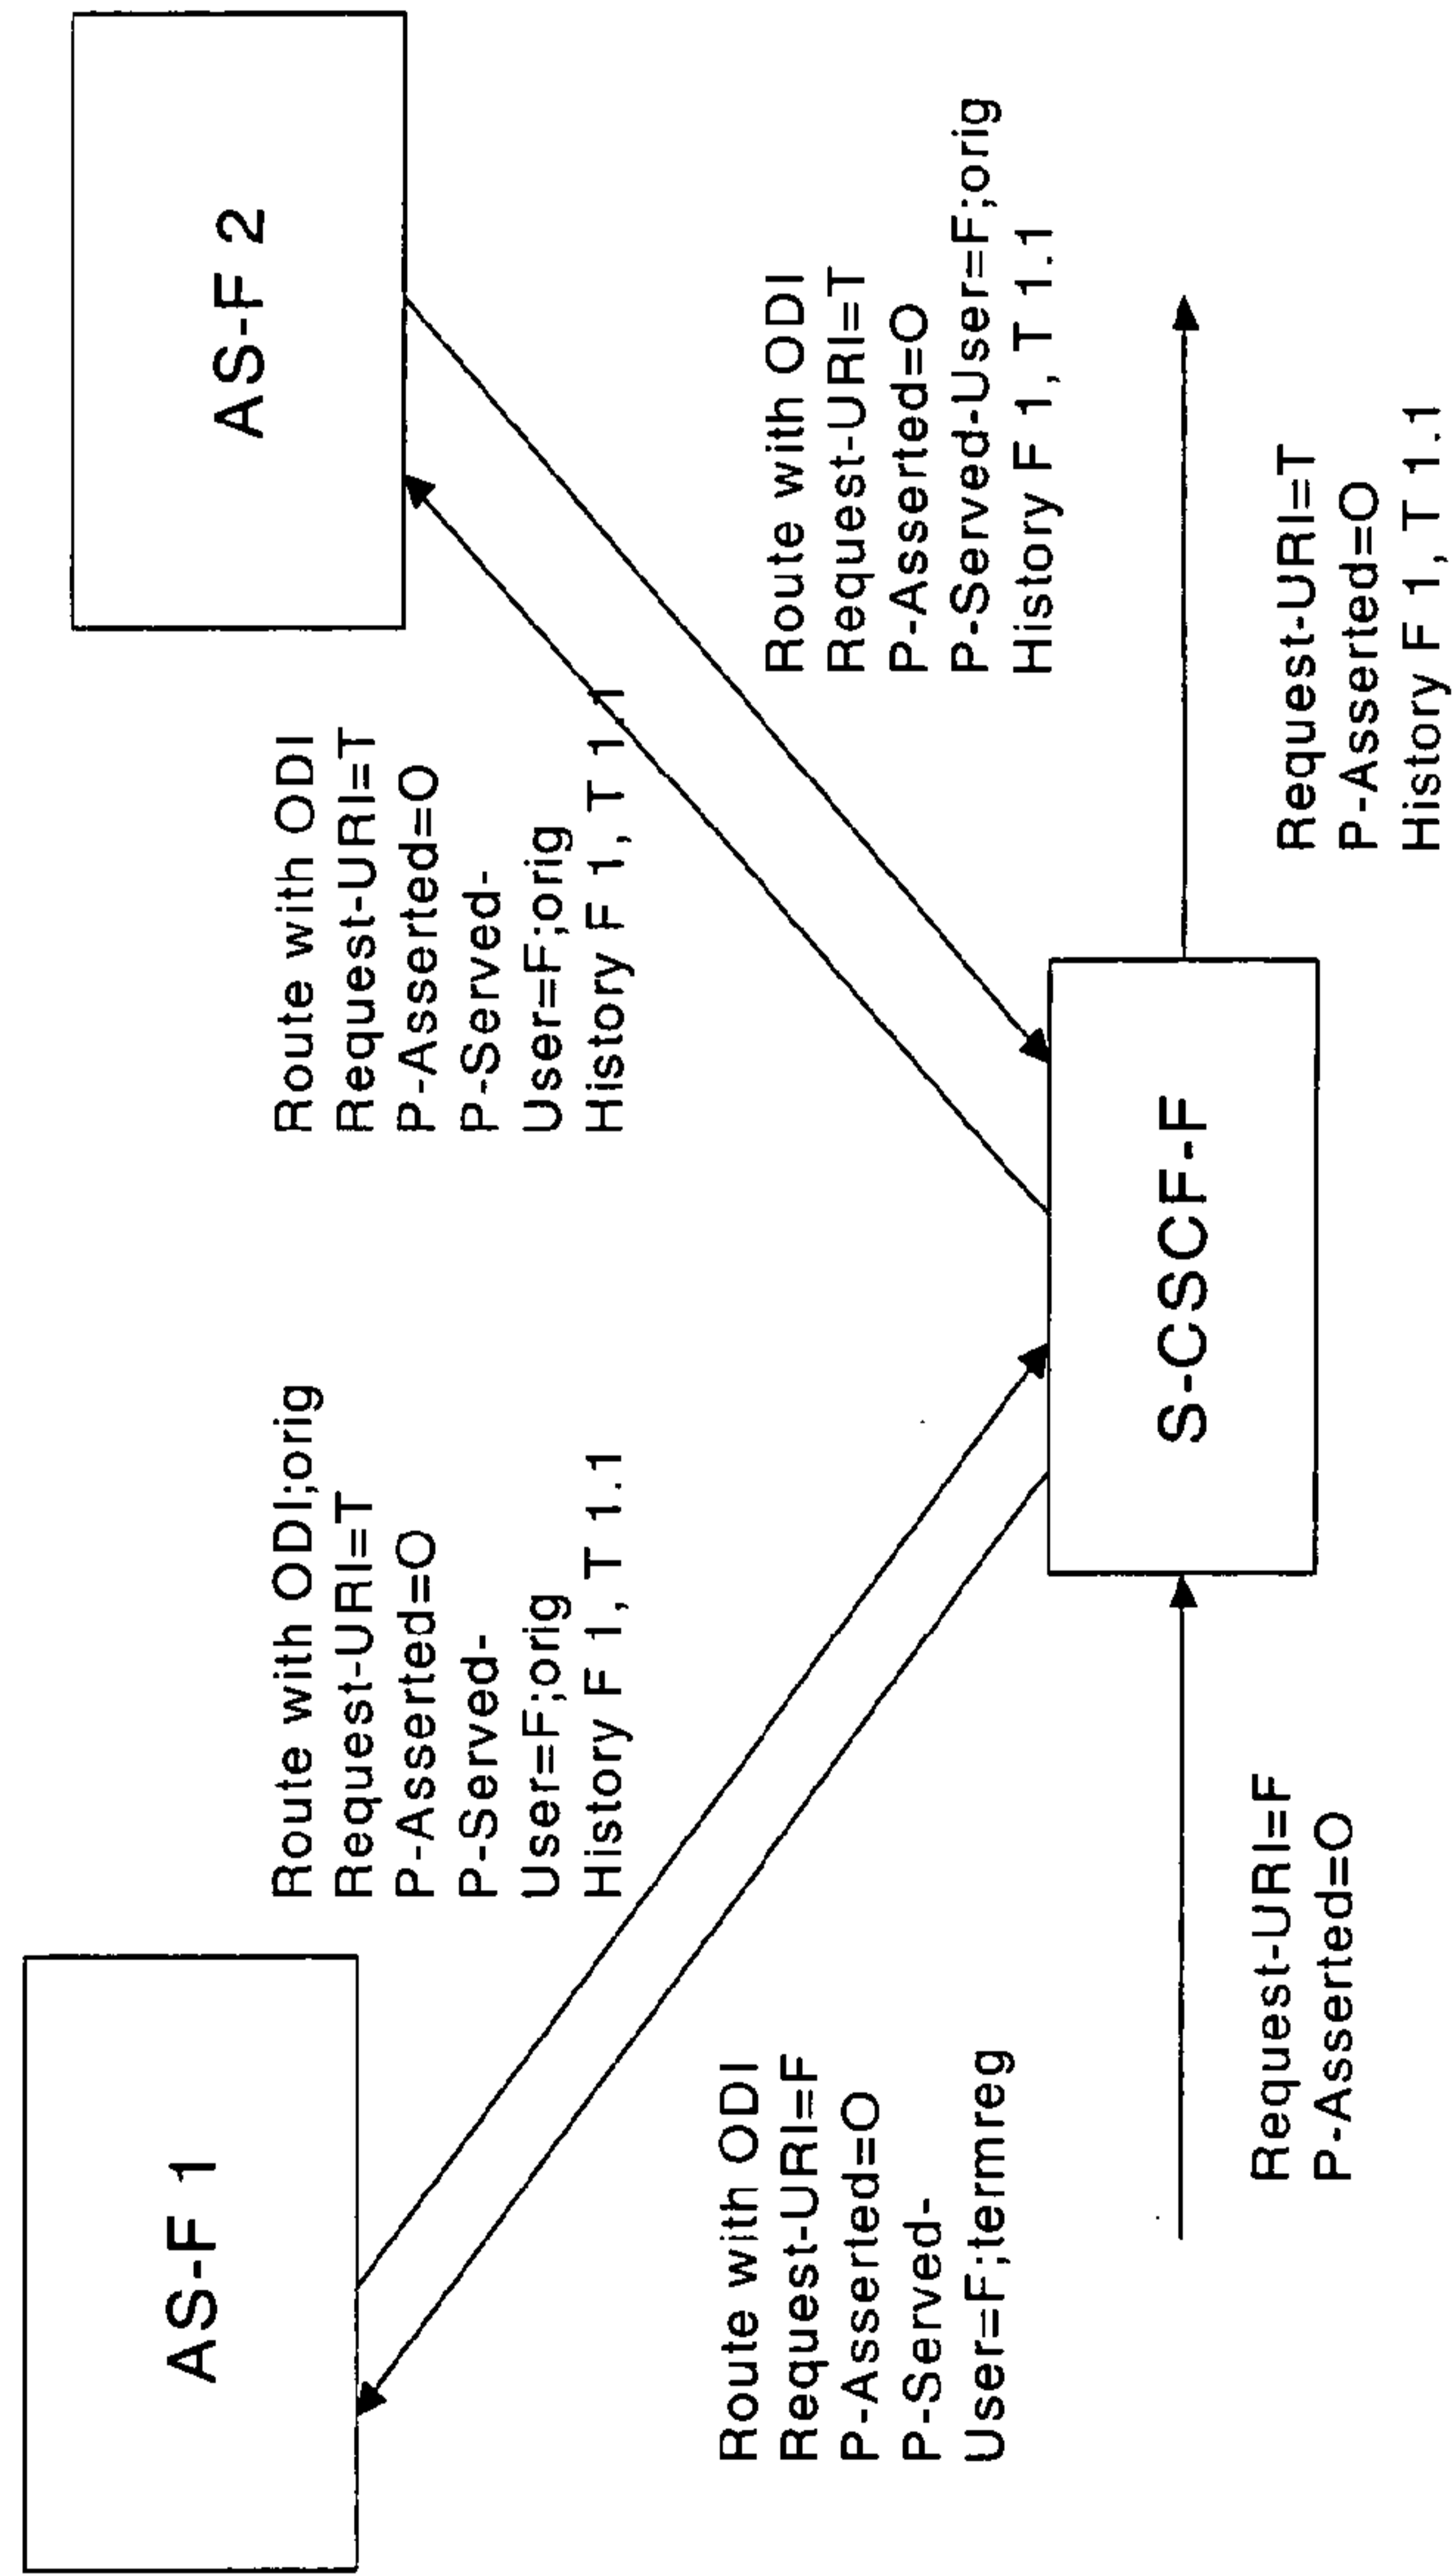 AS-F 1
AS-F 2
Route with ODI;orig
Request-URI=T
P-Asserted=O
P-Served-
User=F;orig
History F 1, T 1.1
Route with ODI
Request-URI=T
P-Asserted=O
P-Served-
User=F;orig
History F 1, T 1.1
Route with ODI
Request-URI=F
P-Asserted=O
P-Served-
User=F;termreg
Route with ODI
Request-URI=T
P-Asserted=O
P-Served-User=F;orig
History F 1, T 1.1
S-CSCF-F
Request-URI=F
P-Asserted=O
Request-URI=T
P-Asserted=O
History F 1, T 1.1